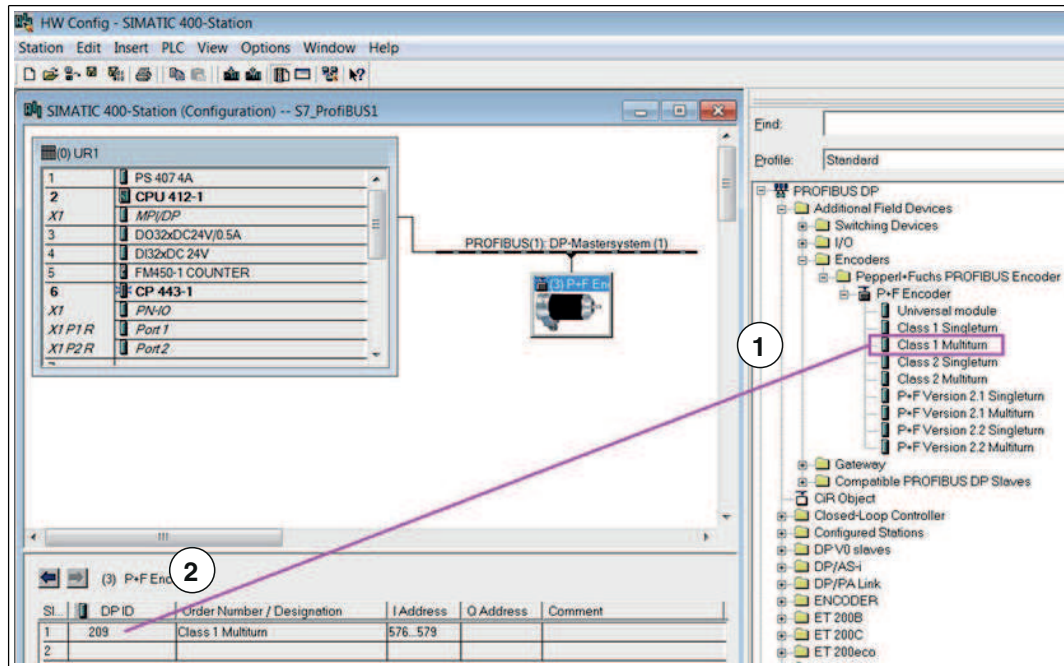 HW Config - SIMATIC 400-Station
Station Edit Insert PLC View Options Window Help
SIMATIC 400-Station (Configuration) -- S7_ProfiBUS1
(0) UR1
1 PS 407 4A
2 CPU 412-1
X1 MPI/DP
3 DO32xDC24V/0.5A
4 DI32xDC 24V
5 FM450-1 COUNTER
6 CP 443-1
X1 PN-IO
X1 P1 R Port 1
X1 P2 R Port 2
PROFIBUS(1): DP-Mastersystem (1)
(3) P+F En
Find:
Profile: Standard
PROFIBUS DP
Additional Field Devices
Switching Devices
I/O
Encoders
Pepperl+Fuchs PROFIBUS Encoder
P+F Encoder
Universal module
Class 1 Singleturn
Class 1 Multiturn
Class 2 Singleturn
Class 2 Multiturn
P+F Version 2.1 Singleturn
P+F Version 2.1 Multiturn
P+F Version 2.2 Singleturn
P+F Version 2.2 Multiturn
Gateway
Compatible PROFIBUS DP Slaves
CiR Object
Closed-Loop Controller
Configured Stations
DP V0 slaves
DP/AS-i
DP/PA Link
ENCODER
ET 200B
ET 200C
ET 200eco
1
2
(3) P+F Enc
Sl... DP ID Order Number / Designation I Address O Address Comment
1 209 Class 1 Multiturn 576...579
2